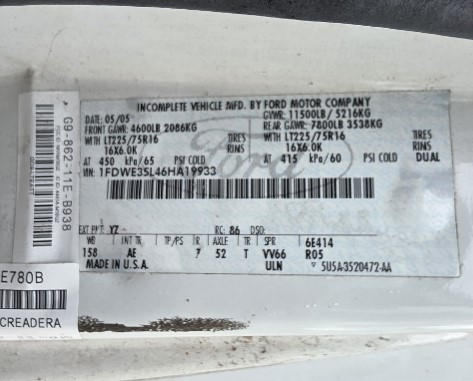 INCOMPLETE VEHICLE MFD. BY FORD MOTOR COMPANY
DATE: 05/05 GVWR: 11500LB / 5216KG
FRONT GAWR: 4600LB 2086KG REAR GAWR: 7800LB 3538KG
WITH LT225/75R16 TIRES WITH LT225/75R16 TIRES
16X6.0K RINS 16X6.0K RINS
AT 450 kPa/65 PSI COLD AT 415 kPa/60 PSI COLD DUAL
VIN: 1FDWE35L46HA19933
Ford
EXT PNT: YZ RC: 86 DSO:
WB INT TR TP/PS R AXLE TR SPR 6E414
158 AE 7 52 T VV66 R05
MADE IN U.S.A. ULN 5U5A-3520472-AA
G9-862-11E-B938
E780B
CREADERA